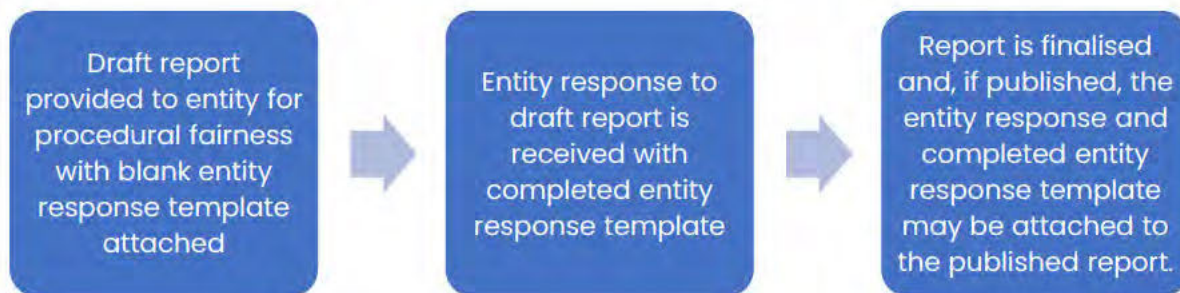 Draft report
provided to entity for
procedural fairness
with blank entity
response template
attached
Entity response to
draft report is
received with
completed entity
response template
Report is finalised
and, if published, the
entity response and
completed entity
response template
may be attached to
the published report.